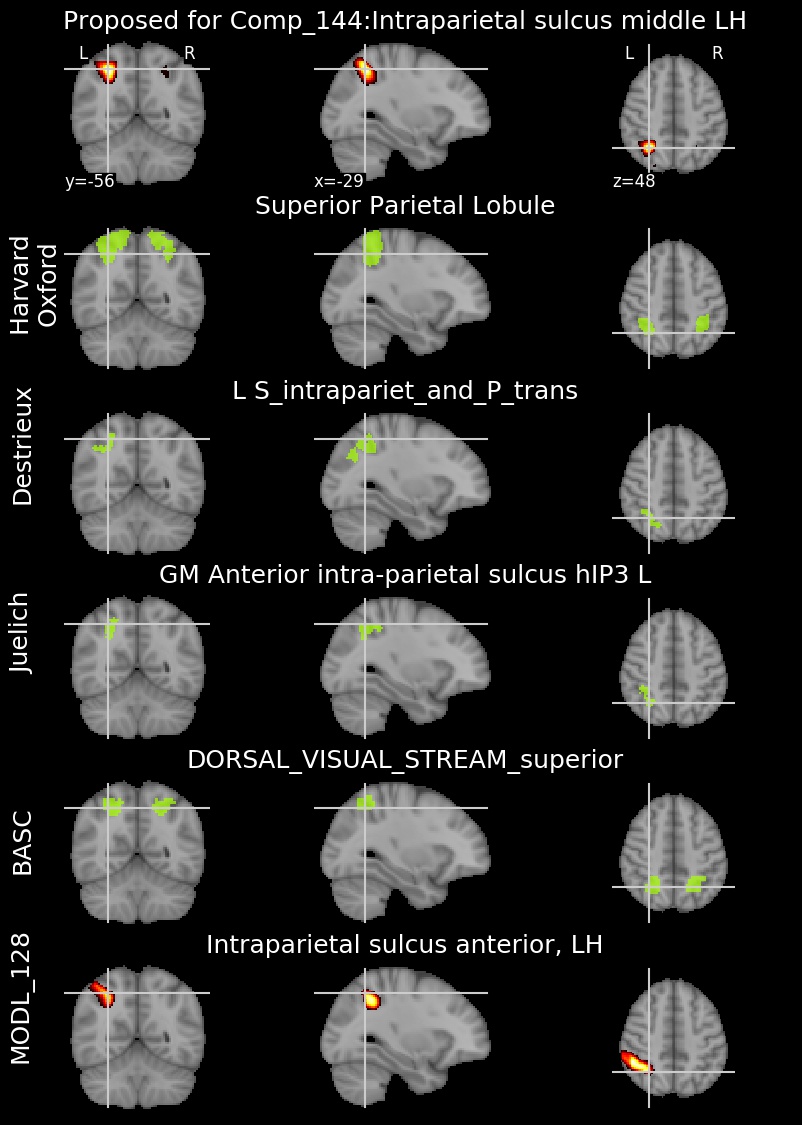 Proposed for Comp_144:Intraparietal sulcus middle LH
L R
L R
y=-56
x=-29
z=48
Superior Parietal Lobule
Harvard
Oxford
L S_intrapariet_and_P_trans
Destrieux
GM Anterior intra-parietal sulcus hIP3 L
Juelich
DORSAL_VISUAL_STREAM_superior
BASC
Intraparietal sulcus anterior, LH
MODL_128